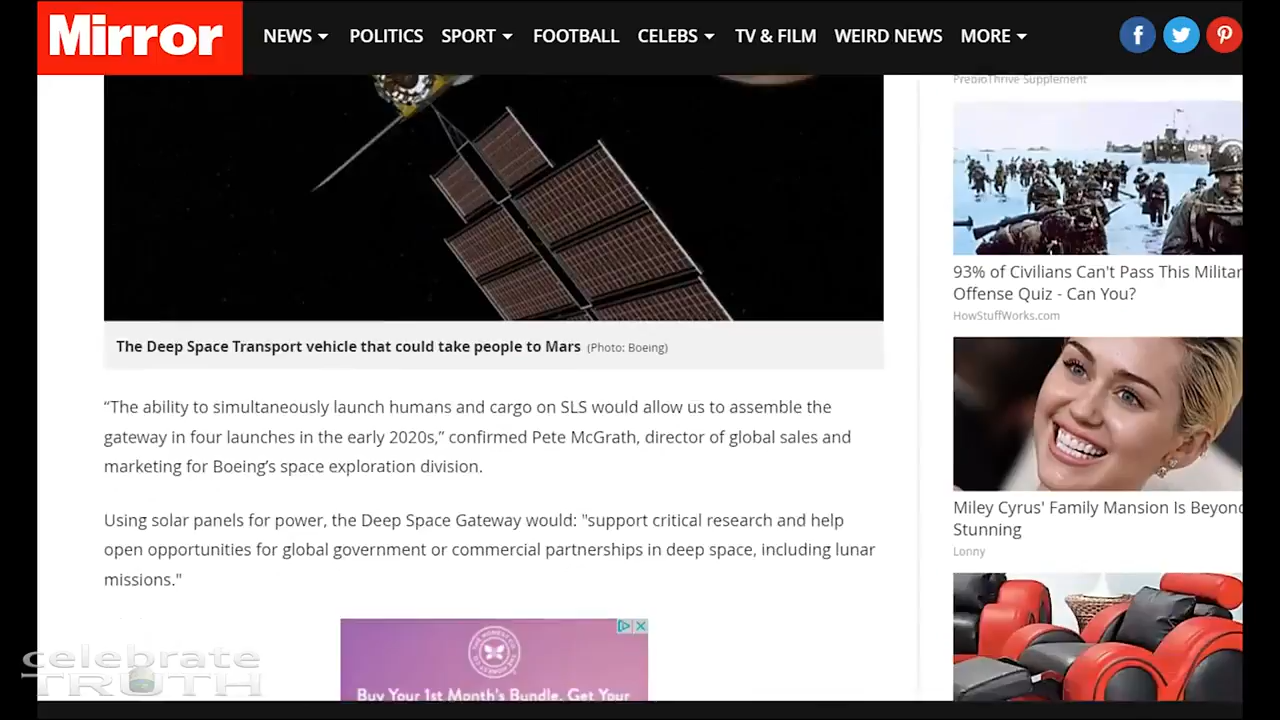 Mirror
NEWS POLITICS SPORT FOOTBALL CELEBS TV & FILM WEIRD NEWS MORE
PrebioThrive Supplement
93% of Civilians Can't Pass This Militar
Offense Quiz - Can You?
HowStuffWorks.com
The Deep Space Transport vehicle that could take people to Mars (Photo: Boeing)
“The ability to simultaneously launch humans and cargo on SLS would allow us to assemble the
gateway in four launches in the early 2020s,” confirmed Pete McGrath, director of global sales and
marketing for Boeing’s space exploration division.
Miley Cyrus' Family Mansion Is Beyond
Stunning
Lonny
Using solar panels for power, the Deep Space Gateway would: "support critical research and help
open opportunities for global government or commercial partnerships in deep space, including lunar
missions."
THE HONEST CO.
Buy Your 1st Month's Bundle, Get Your
celebrate
TRUTH